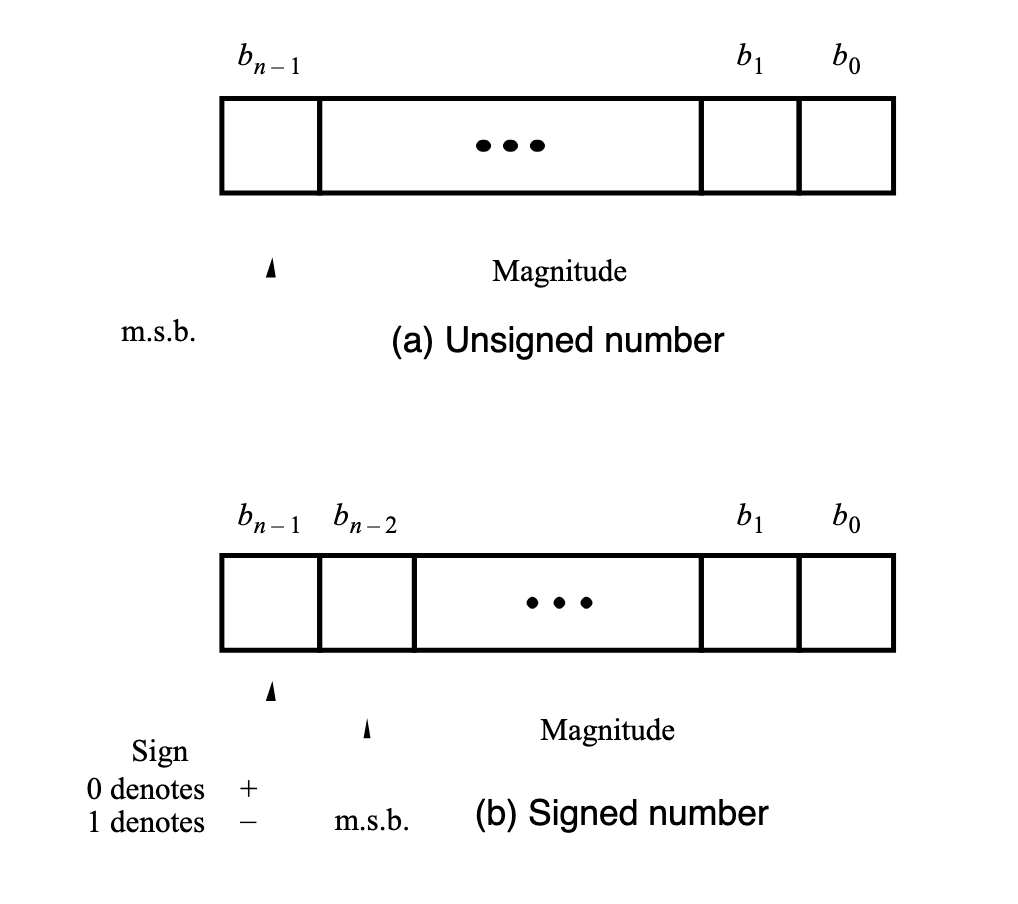 b_{n – 1} b_1 b_0
•••
Magnitude
m.s.b.
(a) Unsigned number
b_{n – 1} b_{n – 2} b_1 b_0
•••
Magnitude
Sign
0 denotes +
1 denotes –
m.s.b.
(b) Signed number